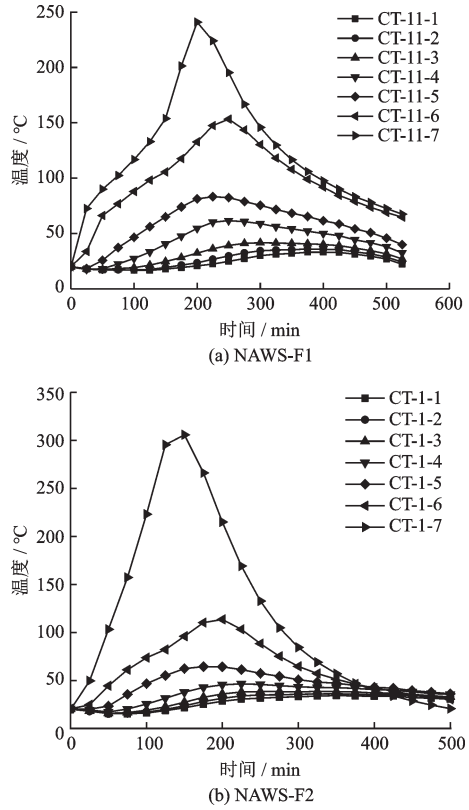 250
200
150
100
50
0
温度 / ℃
CT-11-1
CT-11-2
CT-11-3
CT-11-4
CT-11-5
CT-11-6
CT-11-7
0 100 200 300 400 500 600
时间 / min
(a) NAWS-F1
350
300
250
200
150
100
50
0
温度 / ℃
CT-1-1
CT-1-2
CT-1-3
CT-1-4
CT-1-5
CT-1-6
CT-1-7
0 100 200 300 400 500
时间 / min
(b) NAWS-F2